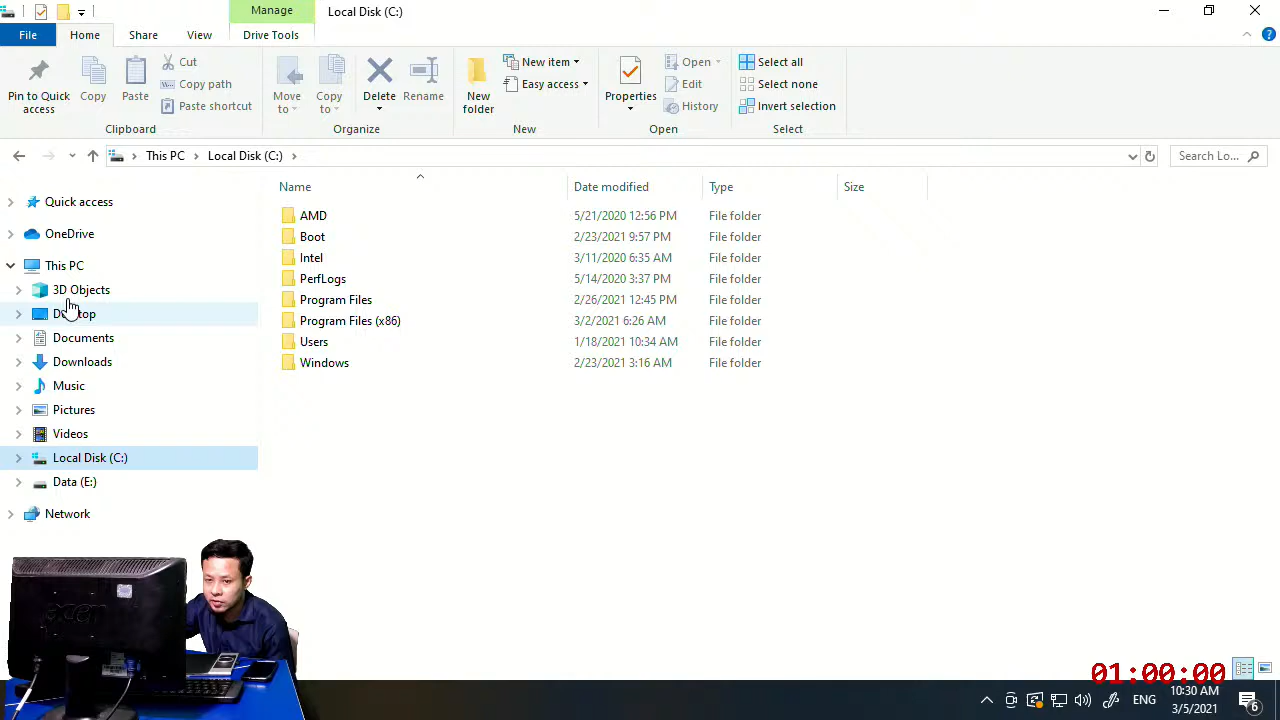 Manage
Local Disk (C:)
File
Home
Share
View
Drive Tools
Pin to Quick
access
Copy
Paste
Cut
Copy path
Paste shortcut
Clipboard
Move
to
Copy
to
Delete
Rename
Organize
New
folder
New item
Easy access
New
Properties
Open
Edit
History
Open
Select all
Select none
Invert selection
Select
This PC
Local Disk (C:)
Search Lo...
Name
Date modified
Type
Size
Quick access
OneDrive
This PC
3D Objects
Documents
Downloads
Music
Pictures
Videos
Local Disk (C:)
Data (E:)
Network
AMD 5/21/2020 12:56 PM File folder
Boot 2/23/2021 9:57 PM File folder
Intel 3/11/2020 6:35 AM File folder
PerfLogs 5/14/2020 3:37 PM File folder
Program Files 2/26/2021 12:45 PM File folder
Program Files (x86) 3/2/2021 6:26 AM File folder
Users 1/18/2021 10:34 AM File folder
Windows 2/23/2021 3:16 AM File folder
acer
01:00:00
ENG
10:30 AM
3/5/2021
6